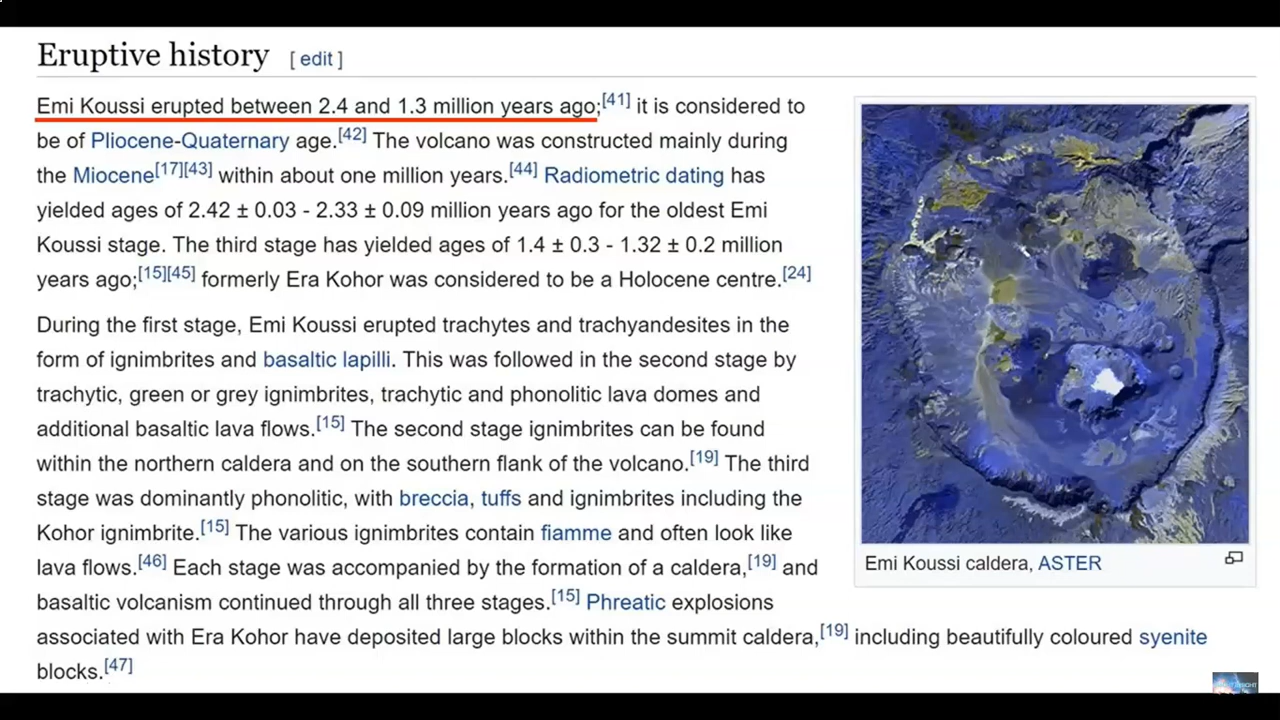 Eruptive history [ edit ]
Emi Koussi erupted between 2.4 and 1.3 million years ago;[41] it is considered to
be of Pliocene-Quaternary age.[42] The volcano was constructed mainly during
the Miocene[17][43] within about one million years.[44] Radiometric dating has
yielded ages of 2.42 ± 0.03 - 2.33 ± 0.09 million years ago for the oldest Emi
Koussi stage. The third stage has yielded ages of 1.4 ± 0.3 - 1.32 ± 0.2 million
years ago;[15][45] formerly Era Kohor was considered to be a Holocene centre.[24]
During the first stage, Emi Koussi erupted trachytes and trachyandesites in the
form of ignimbrites and basaltic lapilli. This was followed in the second stage by
trachytic, green or grey ignimbrites, trachytic and phonolitic lava domes and
additional basaltic lava flows.[15] The second stage ignimbrites can be found
within the northern caldera and on the southern flank of the volcano.[19] The third
stage was dominantly phonolitic, with breccia, tuffs and ignimbrites including the
Kohor ignimbrite.[15] The various ignimbrites contain fiamme and often look like
lava flows.[46] Each stage was accompanied by the formation of a caldera,[19] and
basaltic volcanism continued through all three stages.[15] Phreatic explosions
associated with Era Kohor have deposited large blocks within the summit caldera,[19] including beautifully coloured syenite
blocks.[47]
Emi Koussi caldera, ASTER